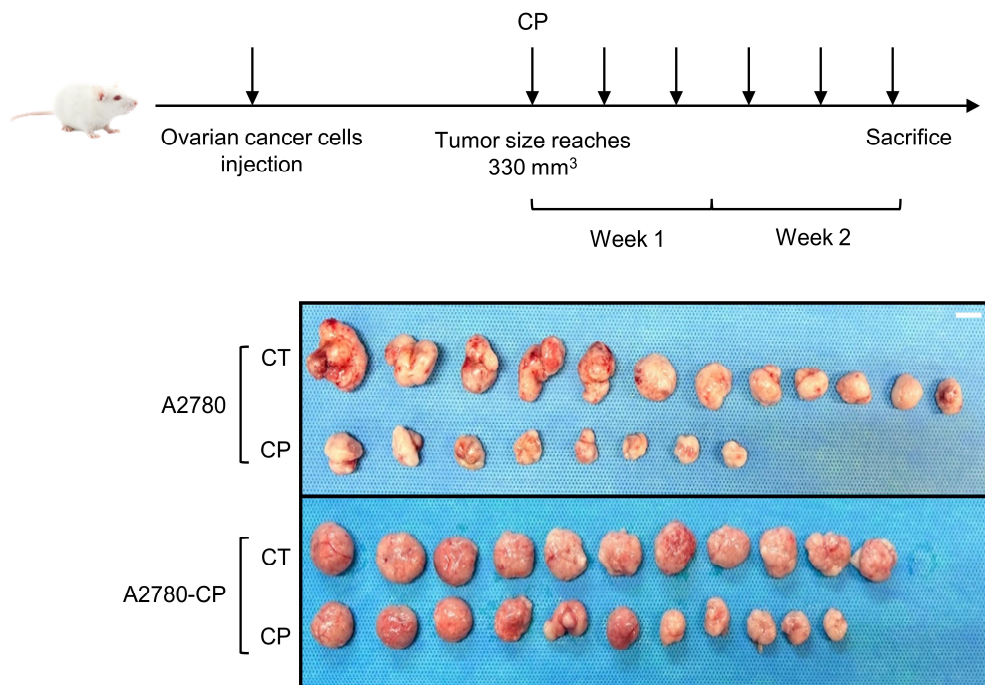 CP
Ovarian cancer cells
injection
Tumor size reaches
330 mm³
Sacrifice
Week 1
Week 2
A2780
CT
CP
A2780-CP
CT
CP